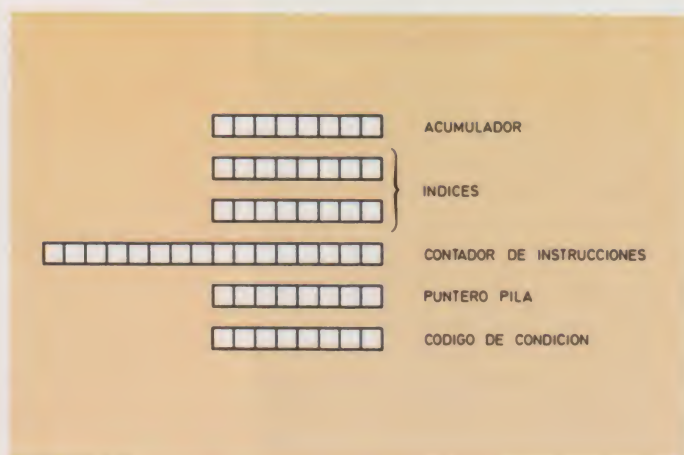 ACUMULADOR
INDICES
CONTADOR DE INSTRUCCIONES
PUNTERO PILA
CODIGO DE CONDICION